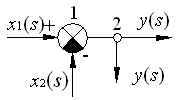 1
x1(s) + 2 y(s)
-
x2(s) y(s)